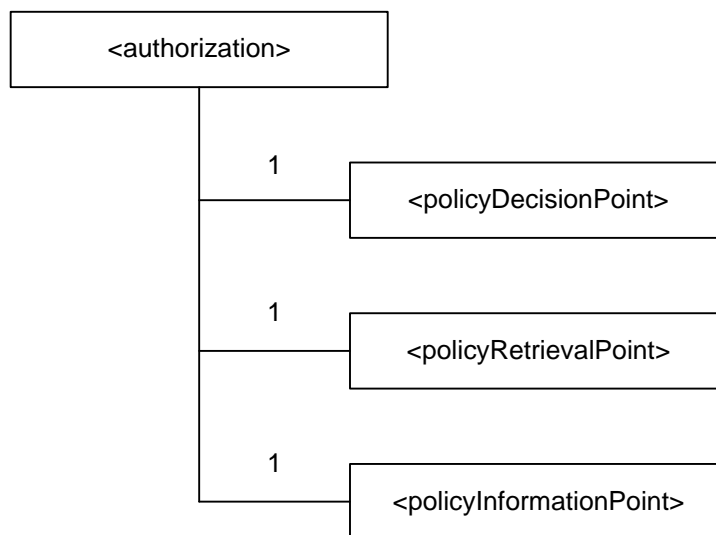 <authorization>
1
<policyDecisionPoint>
1
<policyRetrievalPoint>
1
<policyInformationPoint>